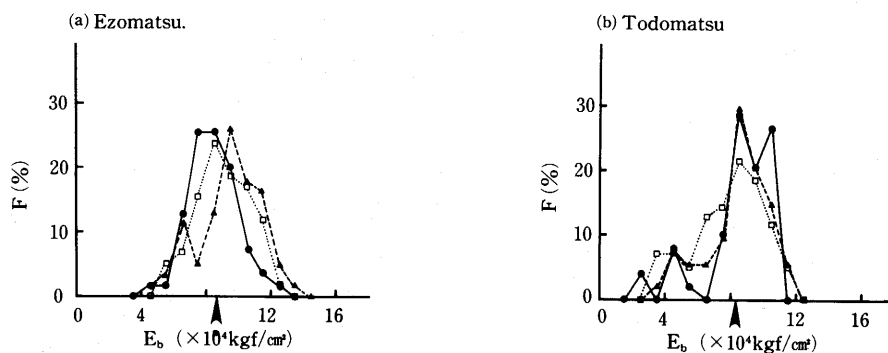 (a) Ezomatsu.
30
20
10
0
F (%)
0 4 8 12 16
E_b (×10⁴kgf/cm²)
(b) Todomatsu
30
20
10
0
F (%)
4 8 12 16
E_b (×10⁴kgf/cm²)